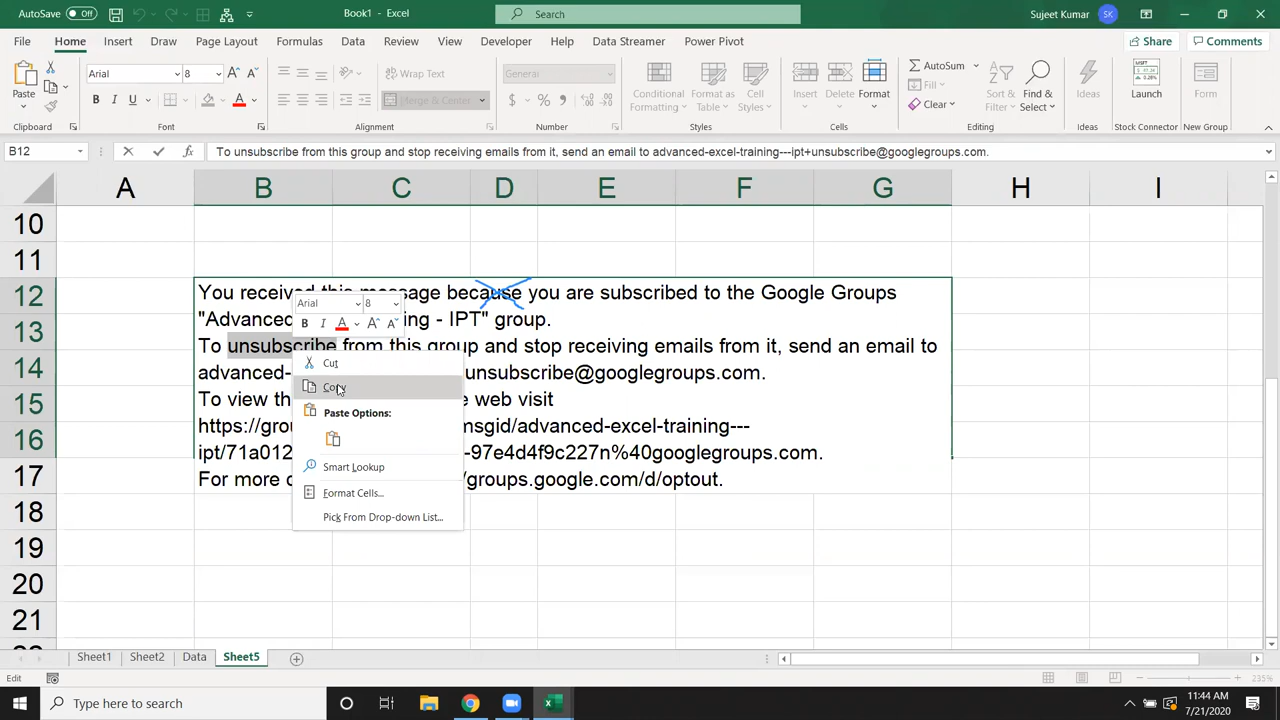 AutoSave Off
Book1 - Excel
Search
Sujeet Kumar
SK
File Home Insert Draw Page Layout Formulas Data Review View Developer Help Data Streamer Power Pivot
Share
Comments
Paste
Arial 8
B I U
Wrap Text
Merge & Center
General
Conditional Formatting
Format as Table
Cell Styles
Insert
Delete
Format
AutoSum
Fill
Clear
Sort & Filter
Find & Select
Ideas
Launch
Form
Clipboard Font Alignment Number Styles Cells Editing Ideas Stock Connector New Group
B12
To unsubscribe from this group and stop receiving emails from it, send an email to advanced-excel-training---ipt+unsubscribe@googlegroups.com.
A B C D E F G H I
10
11
12 You received this message because you are subscribed to the Google Groups
"Advanced ing - IPT" group.
13
To unsubscribe from this group and stop receiving emails from it, send an email to
14 advanced- unsubscribe@googlegroups.com.
15 To view th e web visit
https://grou msgid/advanced-excel-training---
16 ipt/71a012 -97e4d4f9c227n%40googlegroups.com.
17 For more o /groups.google.com/d/optout.
18
19
20
21
Arial 8
B I A
Cut
Copy
Paste Options:
Smart Lookup
Format Cells...
Pick From Drop-down List...
Sheet1 Sheet2 Data Sheet5
Edit
235%
Type here to search
11:44 AM
7/21/2020